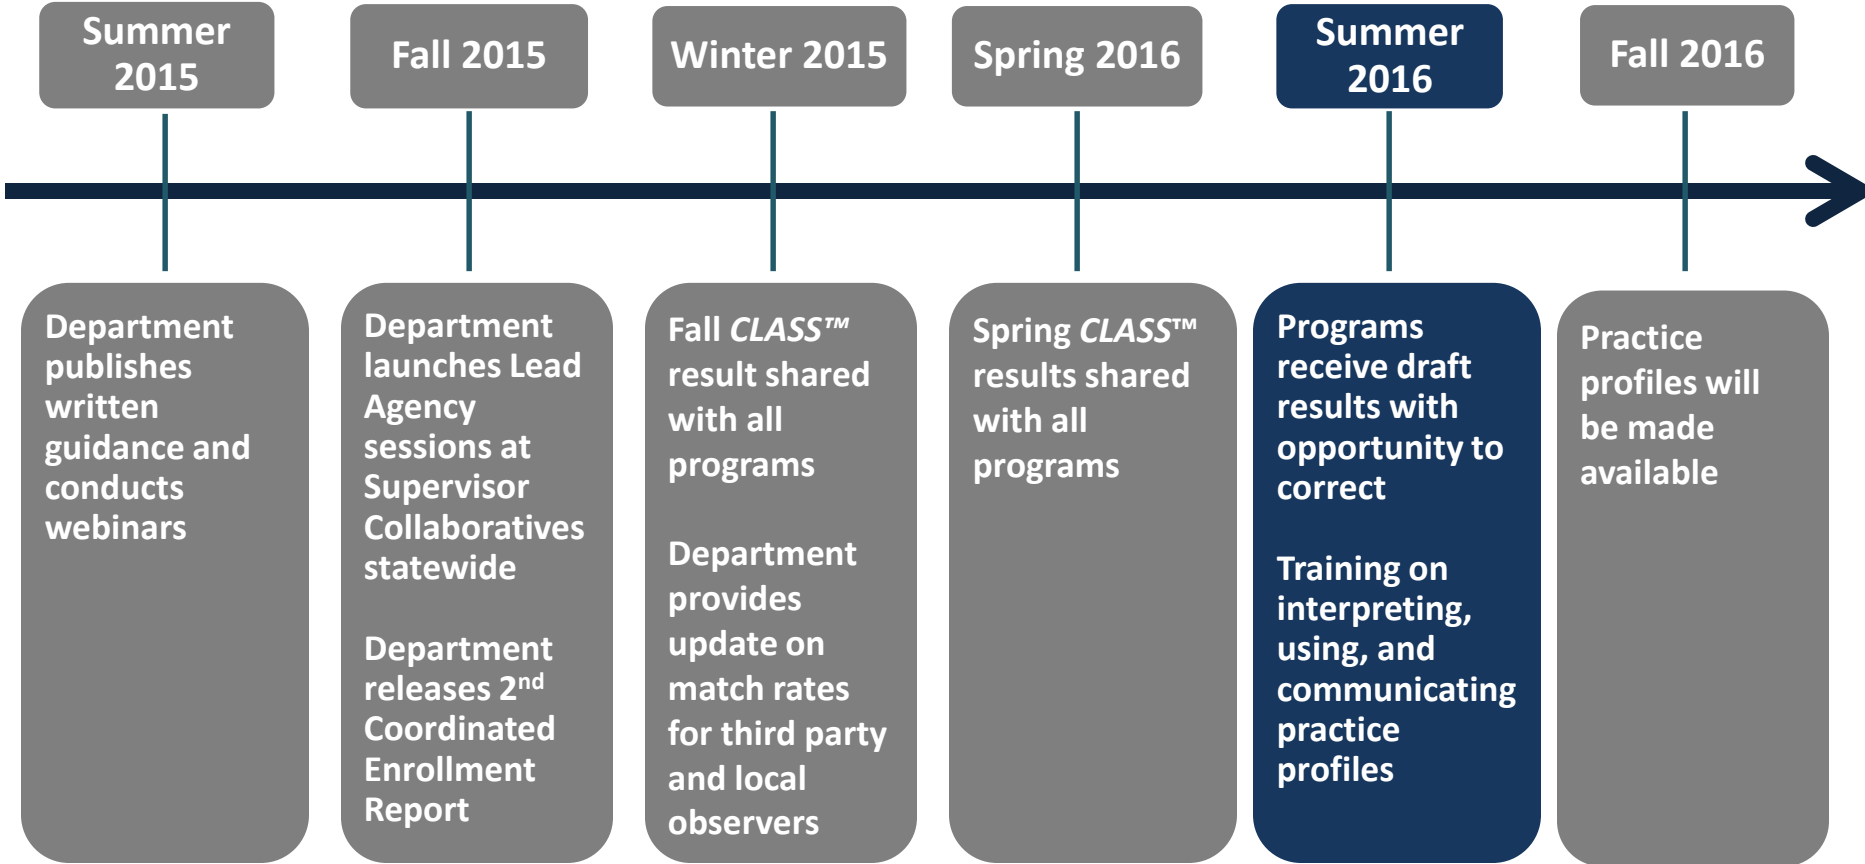 Summer
2015
Fall 2015
Winter 2015
Spring 2016
Summer
2016
Fall 2016
Department
publishes
written
guidance and
conducts
webinars
Department
launches Lead
Agency
sessions at
Supervisor
Collaboratives
statewide
Department
releases 2nd
Coordinated
Enrollment
Report
Fall CLASS™
result shared
with all
programs
Department
provides
update on
match rates
for third party
and local
observers
Spring CLASS™
results shared
with all
programs
Programs
receive draft
results with
opportunity to
correct
Training on
interpreting,
using, and
communicating
practice
profiles
Practice
profiles will
be made
available